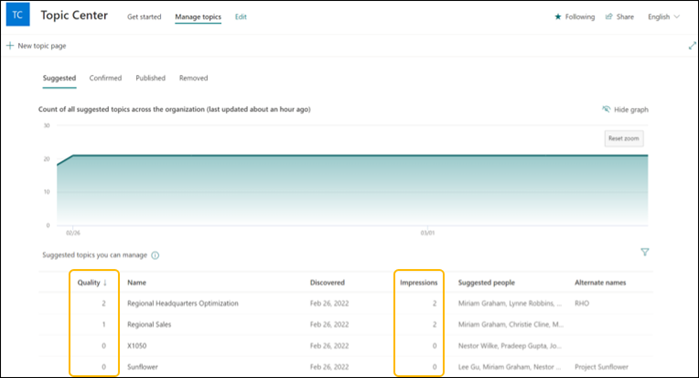 TC Topic Center Get started Manage topics Edit Following Share English
+ New topic page
Suggested Confirmed Published Removed
Count of all suggested topics across the organization (last updated about an hour ago) Hide graph
30
Reset zoom
20
10
0
02/26 03/01
Suggested topics you can manage
Quality ↓ Name Discovered Impressions Suggested people Alternate names
2 Regional Headquarters Optimization Feb 26, 2022 2 Miriam Graham, Lynne Robbins, ... RHO
1 Regional Sales Feb 26, 2022 2 Miriam Graham, Christie Cline, M...
0 X1050 Feb 26, 2022 0 Nestor Wilke, Pradeep Gupta, Jo...
0 Sunflower Feb 26, 2022 0 Lee Gu, Miriam Graham, Nestor ... Project Sunflower